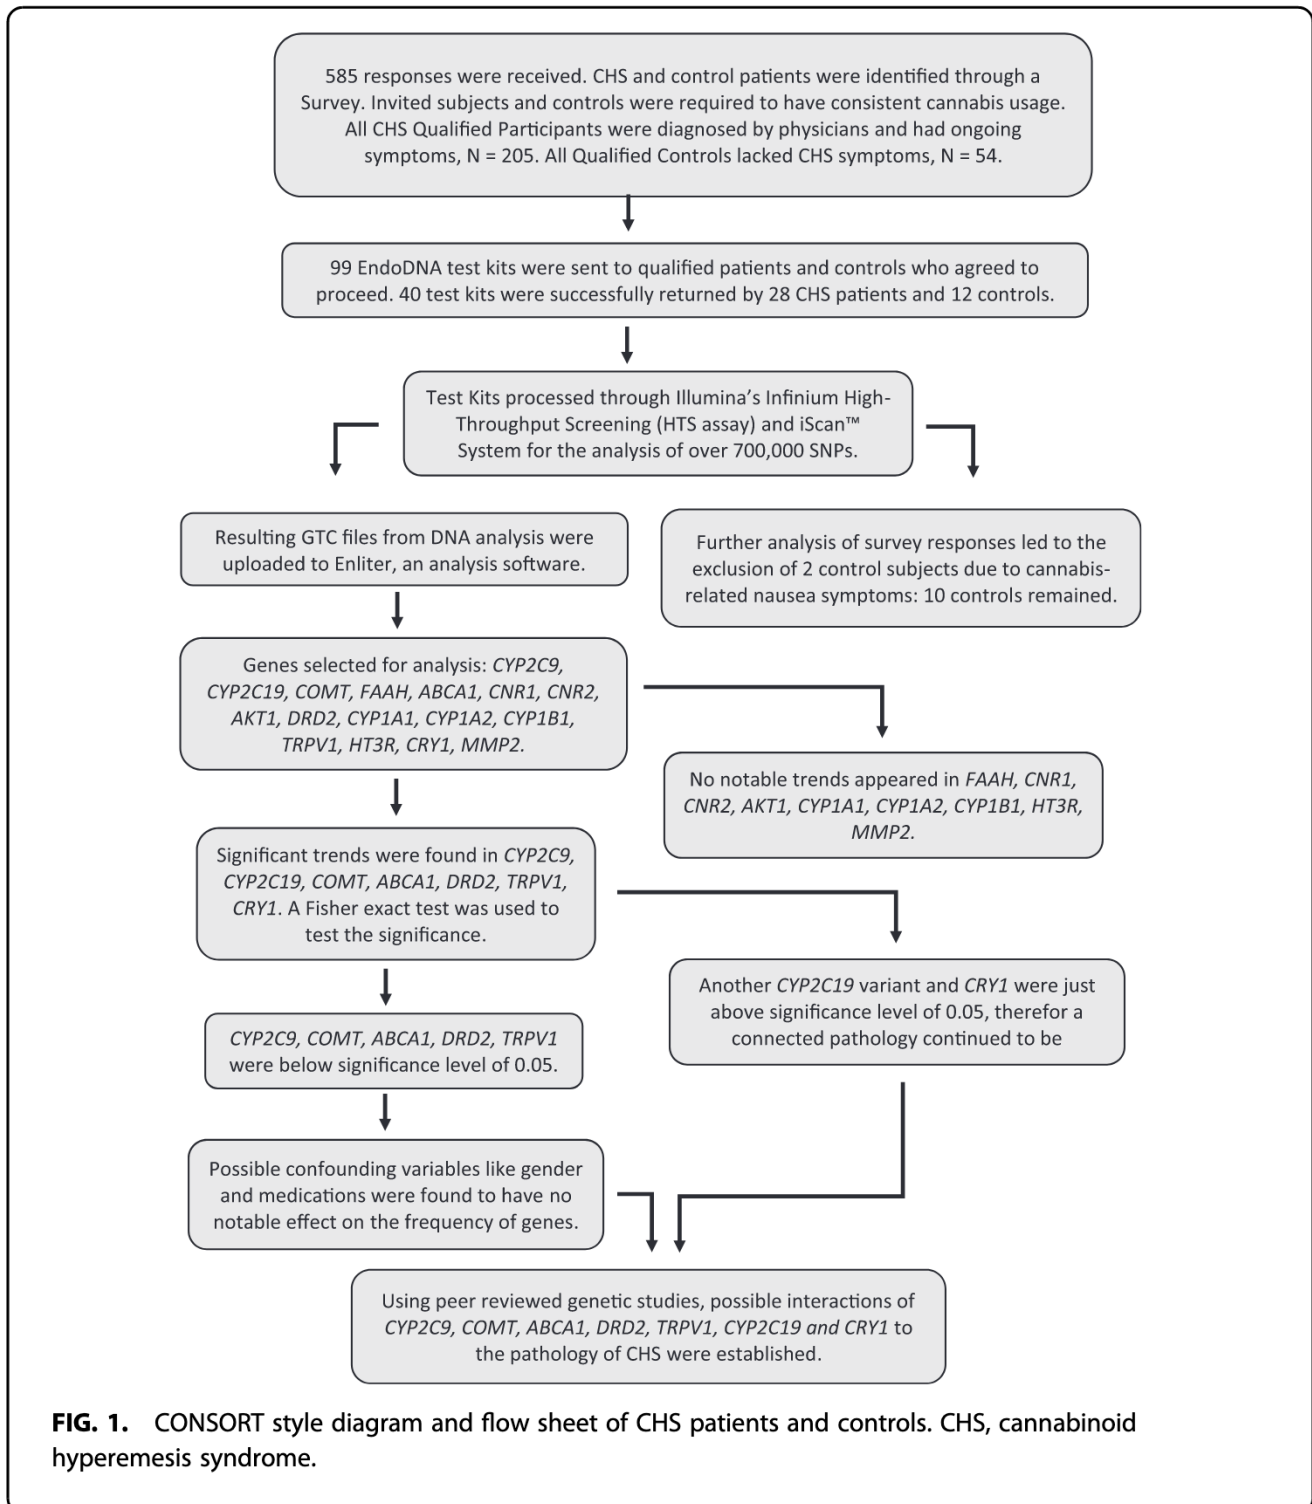 585 responses were received. CHS and control patients were identified through a
Survey. Invited subjects and controls were required to have consistent cannabis usage.
All CHS Qualified Participants were diagnosed by physicians and had ongoing
symptoms, N = 205. All Qualified Controls lacked CHS symptoms, N = 54.
99 EndoDNA test kits were sent to qualified patients and controls who agreed to
proceed. 40 test kits were successfully returned by 28 CHS patients and 12 controls.
Test Kits processed through Illumina's Infinium High-
Throughput Screening (HTS assay) and iScan™
System for the analysis of over 700,000 SNPs.
Resulting GTC files from DNA analysis were
uploaded to Enliter, an analysis software.
Further analysis of survey responses led to the
exclusion of 2 control subjects due to cannabis-
related nausea symptoms: 10 controls remained.
Genes selected for analysis: CYP2C9,
CYP2C19, COMT, FAAH, ABCA1, CNR1, CNR2,
AKT1, DRD2, CYP1A1, CYP1A2, CYP1B1,
TRPV1, HT3R, CRY1, MMP2.
No notable trends appeared in FAAH, CNR1,
CNR2, AKT1, CYP1A1, CYP1A2, CYP1B1, HT3R,
MMP2.
Significant trends were found in CYP2C9,
CYP2C19, COMT, ABCA1, DRD2, TRPV1,
CRY1. A Fisher exact test was used to
test the significance.
Another CYP2C19 variant and CRY1 were just
above significance level of 0.05, therefor a
connected pathology continued to be
CYP2C9, COMT, ABCA1, DRD2, TRPV1
were below significance level of 0.05.
Possible confounding variables like gender
and medications were found to have no
notable effect on the frequency of genes.
Using peer reviewed genetic studies, possible interactions of
CYP2C9, COMT, ABCA1, DRD2, TRPV1, CYP2C19 and CRY1 to
the pathology of CHS were established.
FIG. 1. CONSORT style diagram and flow sheet of CHS patients and controls. CHS, cannabinoid
hyperemesis syndrome.